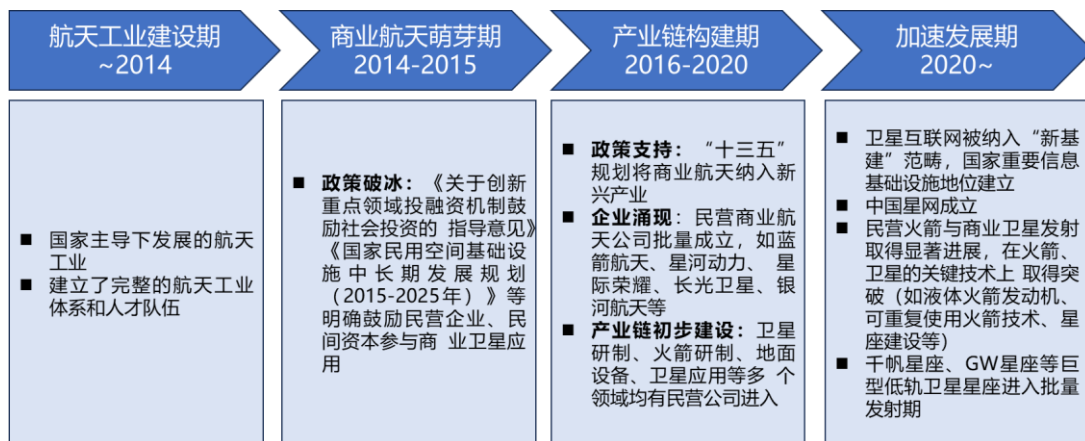 航天工业建设期
~2014
商业航天萌芽期
2014-2015
产业链构建期
2016-2020
加速发展期
2020~
■ 国家主导下发展的航天
工业
■ 建立了完整的航天工业
体系和人才队伍
■ 政策破冰：《关于创新
重点领域投融资机制鼓
励社会投资的 指导意见》
《国家民用空间基础设
施中长期发展规划
（2015-2025年）》等
明确鼓励民营企业、民
间资本参与商 业卫星应
用
■ 政策支持：“十三五”
规划将商业航天纳入新
兴产业
■ 企业涌现：民营商业航
天公司批量成立，如蓝
箭航天、星河动力、 星
际荣耀、长光卫星、银
河航天等
■ 产业链初步建设：卫星
研制、火箭研制、地面
设备、卫星应用等多 个
领域均有民营公司进入
■ 卫星互联网被纳入“新基
建”范畴，国家重要信息
基础设施地位建立
■ 中国星网成立
■ 民营火箭与商业卫星发射
取得显著进展，在火箭、
卫星的关键技术上 取得突
破（如液体火箭发动机、
可重复使用火箭技术、星
座建设等）
■ 千帆星座、GW星座等巨
型低轨卫星星座进入批量
发射期